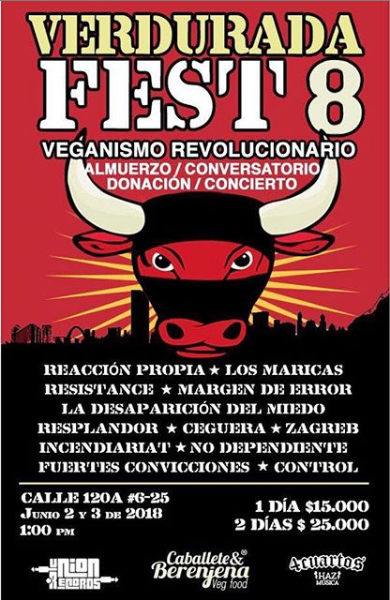 VERDURADA
FEST 8
VEGANISMO REVOLUCIONARIO
ALMUERZO / CONVERSATORIO
DONACIÓN / CONCIERTO
REACCIÓN PROPIA ★ LOS MARICAS
RESISTANCE ★ MARGEN DE ERROR
LA DESAPARICIÓN DEL MIEDO
RESPLANDOR ★ CEGUERA ★ ZAGREB
INCENDIARIAT ★ NO DEPENDIENTE
FUERTES CONVICCIONES ★ CONTROL
CALLE 120A #6-25
JUNIO 2 Y 3 DE 2018
1:00 PM
1 DÍA $15.000
2 DÍAS $ 25.000
UNION RECORDS
Caballete&®
Berenjena
Veg food
Acuarios
¡HAZ!
MÚSICA